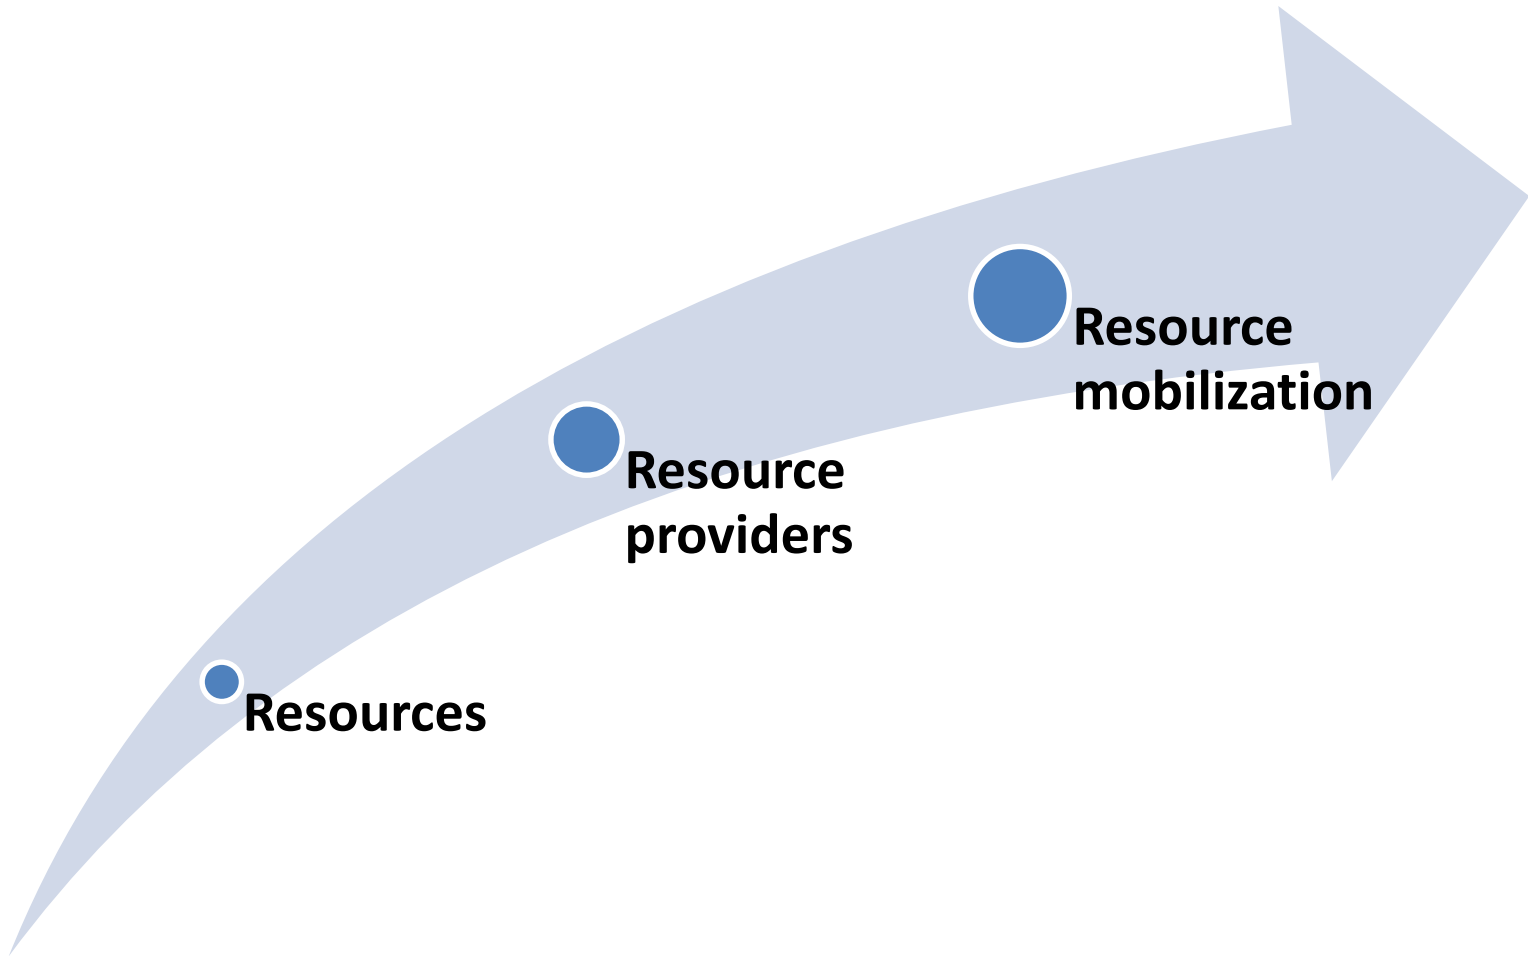 Resource
mobilization
Resource
providers
Resources